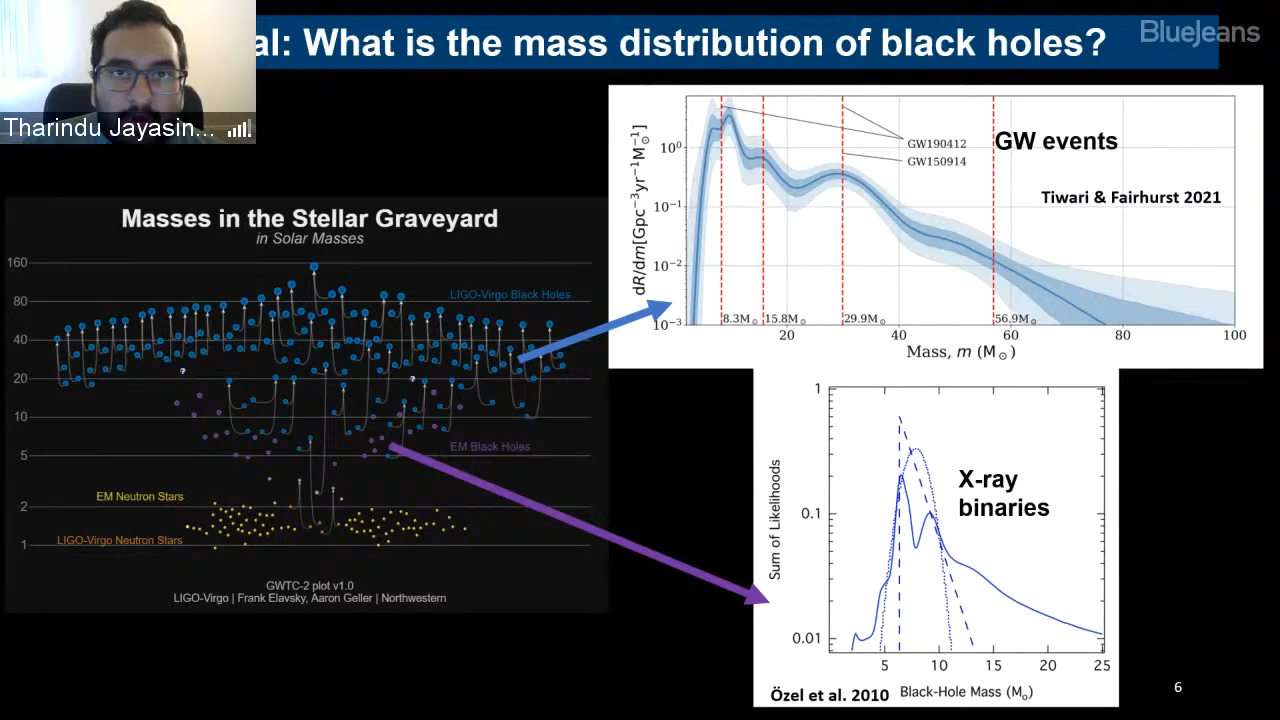 al: What is the mass distribution of black holes?
BlueJeans
Tharindu Jayasin...
Masses in the Stellar Graveyard
in Solar Masses
160
80
40
20
10
5
2
1
LIGO-Virgo Black Holes
EM Black Holes
EM Neutron Stars
LIGO-Virgo Neutron Stars
GWTC-2 plot v1.0
LIGO-Virgo | Frank Elavsky, Aaron Geller | Northwestern
dR/dm[Gpc⁻³yr⁻¹M⊙⁻¹]
10⁰
10⁻¹
10⁻²
10⁻³
GW190412
GW150914
GW events
Tiwari & Fairhurst 2021
8.3M⊙
15.8M⊙
29.9M⊙
56.9M⊙
20
40
60
80
100
Mass, m (M⊙)
Sum of Likelihoods
1
0.1
0.01
X-ray
binaries
5
10
15
20
25
Black-Hole Mass (M₀)
Özel et al. 2010
6